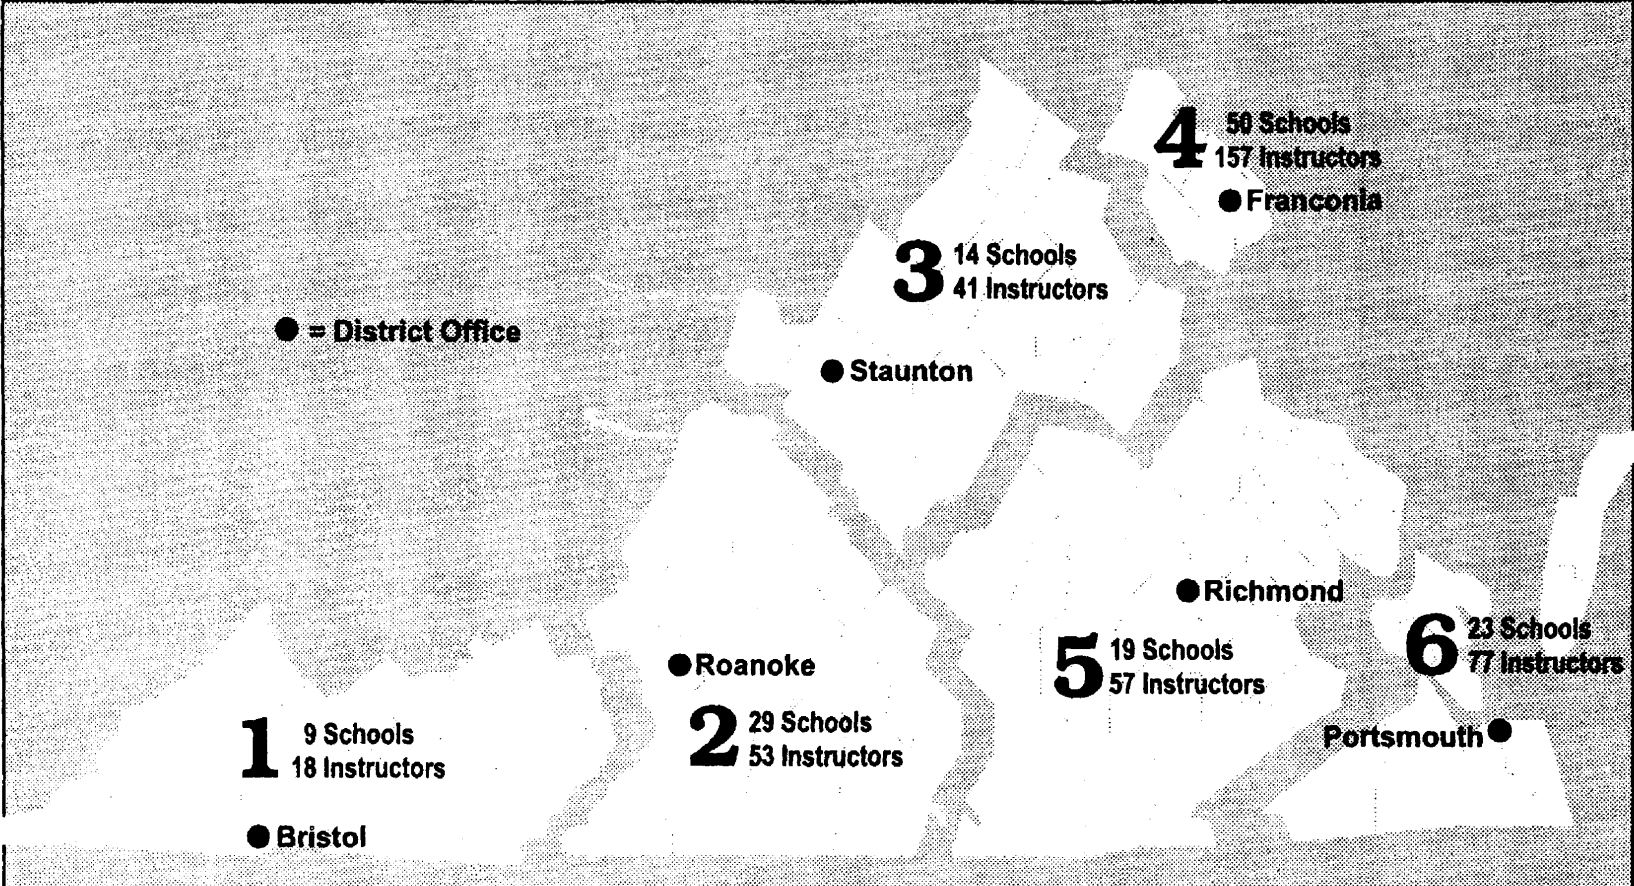 4
50 Schools
157 Instructors
Franconia
3
14 Schools
41 Instructors
= District Office
Staunton
Richmond
6
23 Schools
77 Instructors
5
19 Schools
57 Instructors
Roanoke
2
29 Schools
53 Instructors
1
9 Schools
18 Instructors
Portsmouth
Bristol